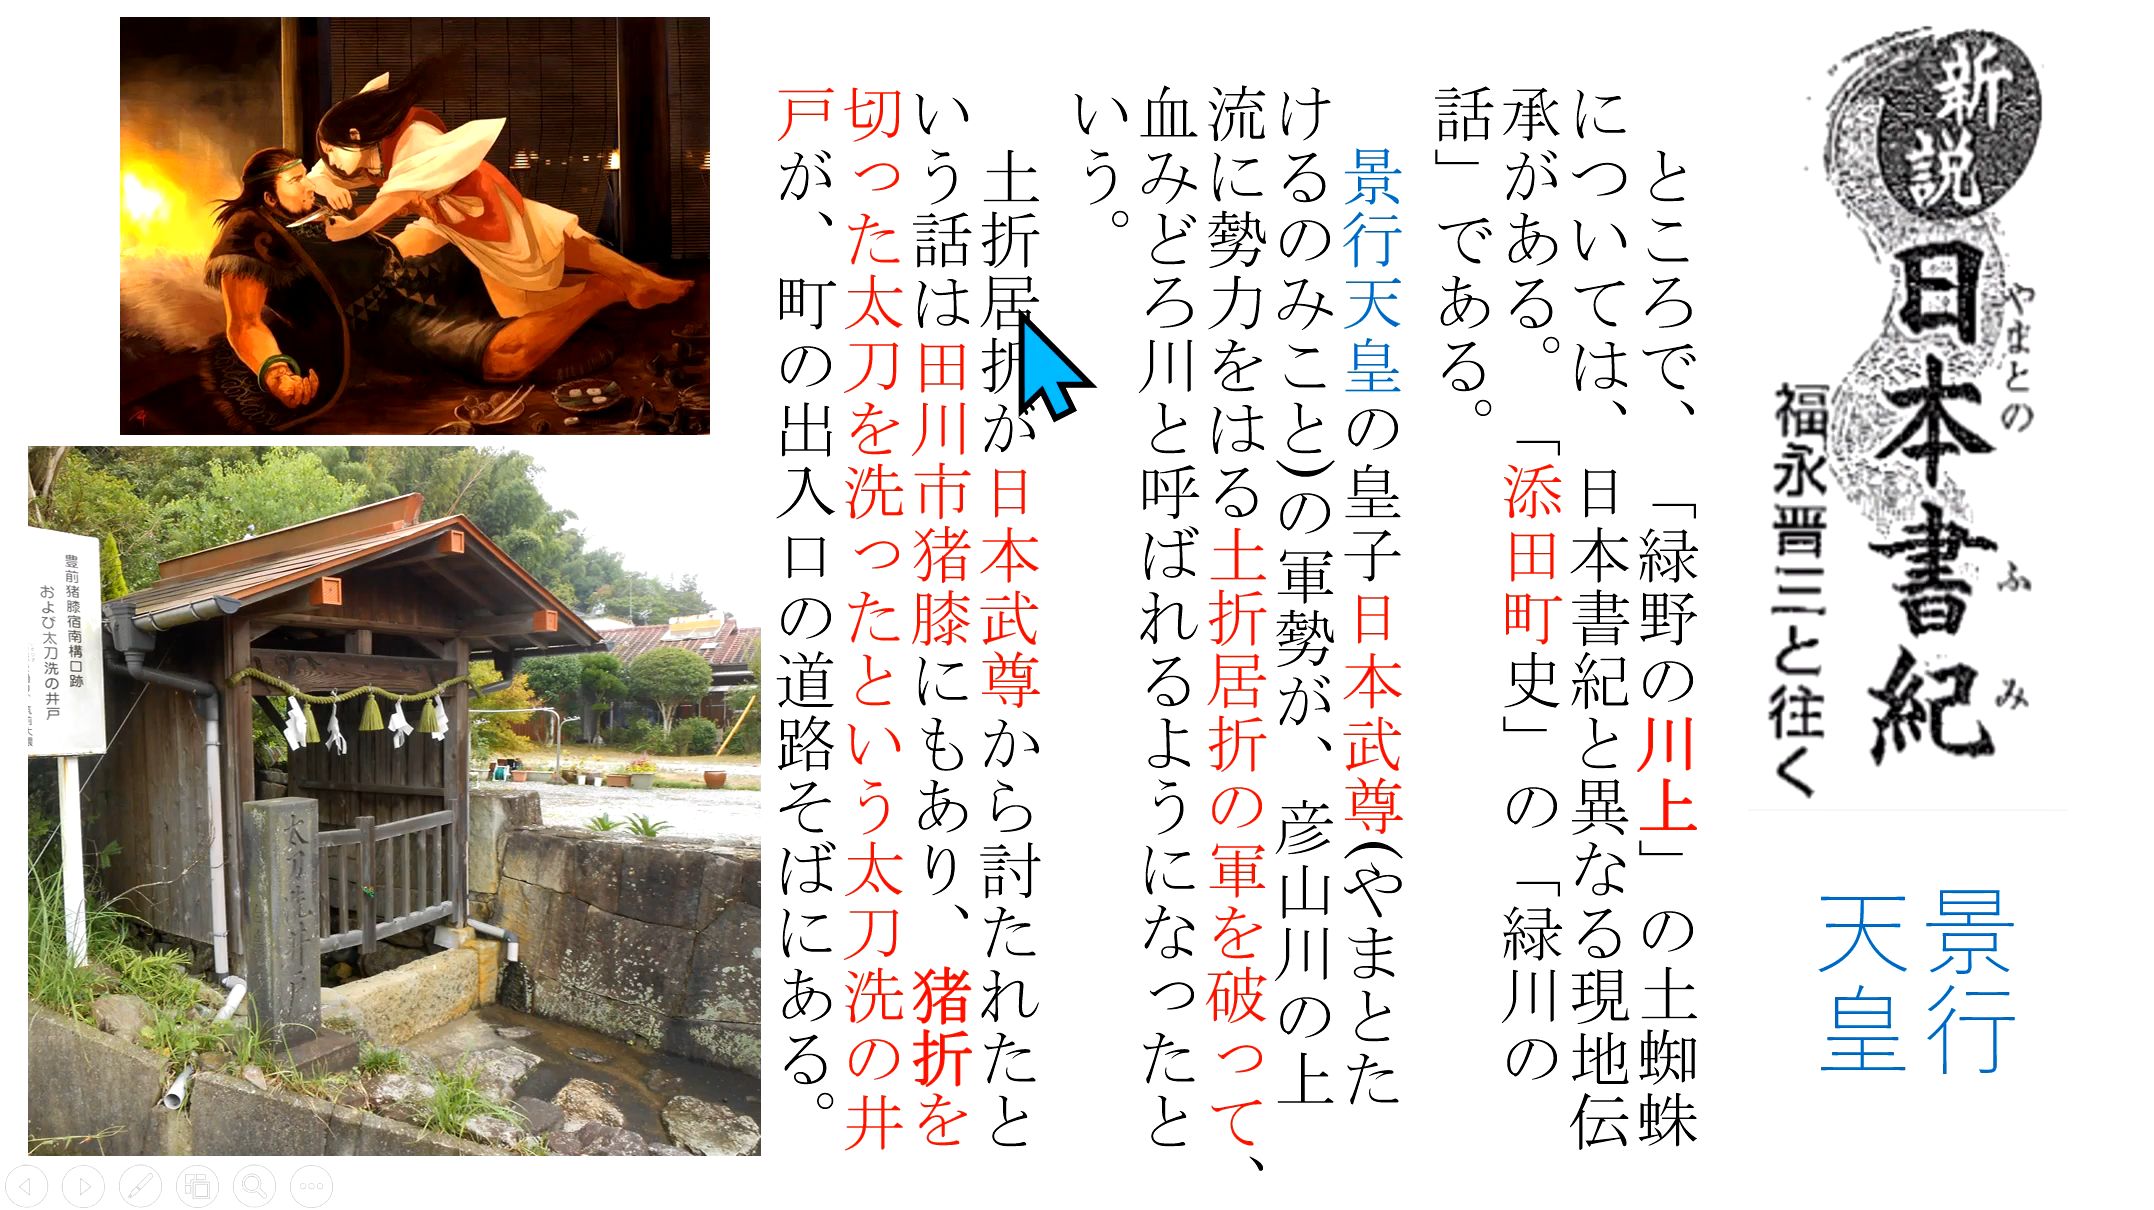 新説
日本書紀
やまとの ふみ
福永晋三と往く
景行
天皇
ところで、「緑野の川上」の土蜘蛛
については、日本書紀と異なる現地伝
承がある。「添田町史」の「緑川の
話」である。
景行天皇の皇子日本武尊(やまとた
けるのみこと)の軍勢が、彦山川の上
流に勢力をはる土折居折の軍を破って、
血みどろ川と呼ばれるようになったと
いう。
土折居折が日本武尊から討たれたと
いう話は田川市猪膝にもあり、猪折を
切った太刀を洗ったという太刀洗の井
戸が、町の出入口の道路そばにある。
豊前猪膝宿南構口跡
および太刀洗の井戸
太刀洗井戸